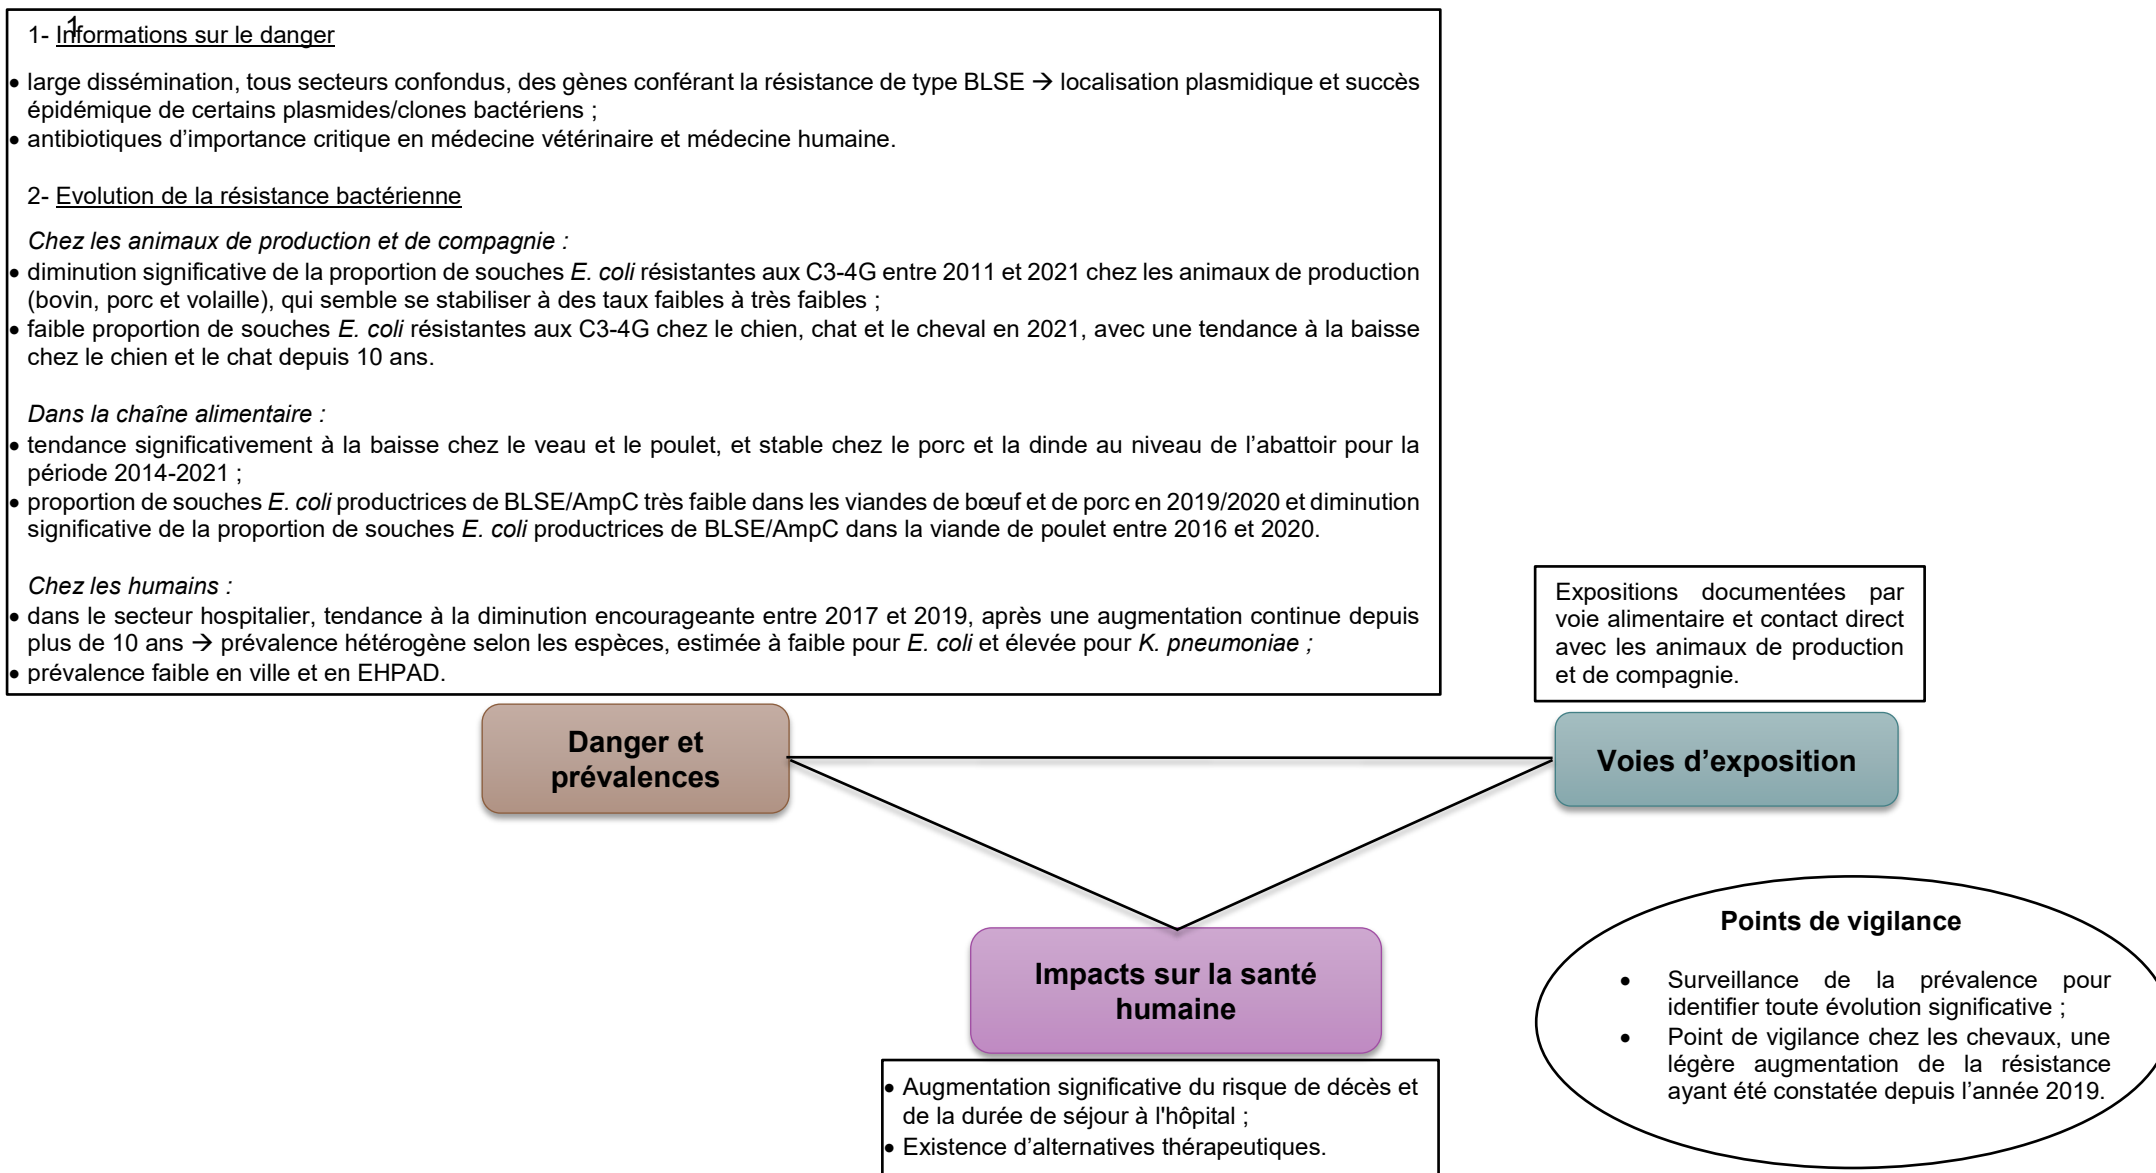 1
1- Informations sur le danger
• large dissémination, tous secteurs confondus, des gènes conférant la résistance de type BLSE → localisation plasmidique et succès
épidémique de certains plasmides/clones bactériens ;
• antibiotiques d’importance critique en médecine vétérinaire et médecine humaine.
2- Evolution de la résistance bactérienne
Chez les animaux de production et de compagnie :
• diminution significative de la proportion de souches E. coli résistantes aux C3-4G entre 2011 et 2021 chez les animaux de production
(bovin, porc et volaille), qui semble se stabiliser à des taux faibles à très faibles ;
• faible proportion de souches E. coli résistantes aux C3-4G chez le chien, chat et le cheval en 2021, avec une tendance à la baisse
chez le chien et le chat depuis 10 ans.
Dans la chaîne alimentaire :
• tendance significativement à la baisse chez le veau et le poulet, et stable chez le porc et la dinde au niveau de l’abattoir pour la
période 2014-2021 ;
• proportion de souches E. coli productrices de BLSE/AmpC très faible dans les viandes de bœuf et de porc en 2019/2020 et diminution
significative de la proportion de souches E. coli productrices de BLSE/AmpC dans la viande de poulet entre 2016 et 2020.
Chez les humains :
• dans le secteur hospitalier, tendance à la diminution encourageante entre 2017 et 2019, après une augmentation continue depuis
plus de 10 ans → prévalence hétérogène selon les espèces, estimée à faible pour E. coli et élevée pour K. pneumoniae ;
• prévalence faible en ville et en EHPAD.
Expositions documentées par
voie alimentaire et contact direct
avec les animaux de production
et de compagnie.
Danger et
prévalences
Voies d’exposition
Impacts sur la santé
humaine
• Augmentation significative du risque de décès et
de la durée de séjour à l'hôpital ;
• Existence d’alternatives thérapeutiques.
Points de vigilance
• Surveillance de la prévalence pour
identifier toute évolution significative ;
• Point de vigilance chez les chevaux, une
légère augmentation de la résistance
ayant été constatée depuis l’année 2019.